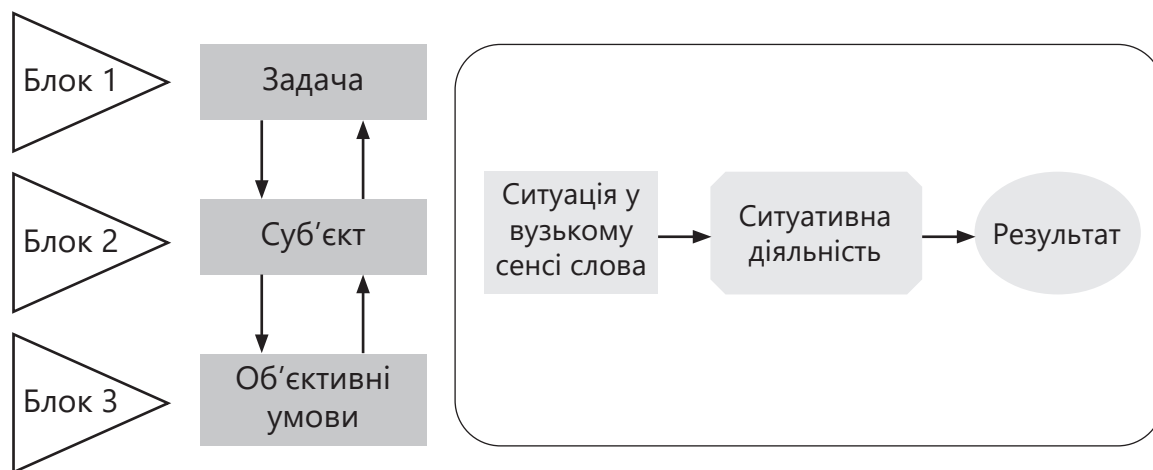 Блок 1
Задача
Блок 2
Суб’єкт
Блок 3
Об’єктивні
умови
Ситуація у
вузькому
сенсі слова
Ситуативна
діяльність
Результат